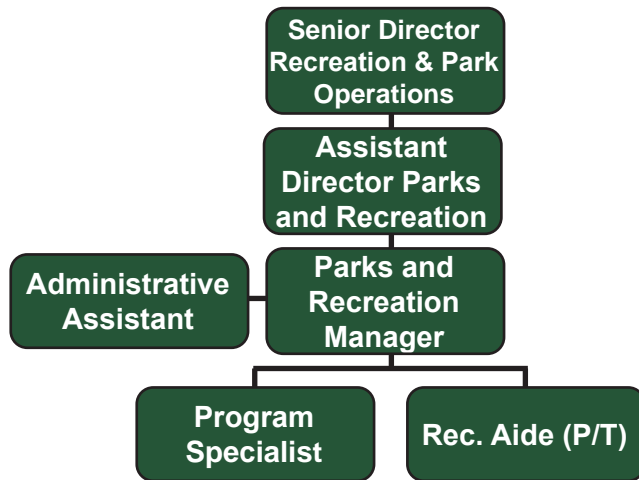 Senior Director
Recreation & Park
Operations
Assistant
Director Parks
and Recreation
Administrative
Assistant
Parks and
Recreation
Manager
Program
Specialist
Rec. Aide (P/T)